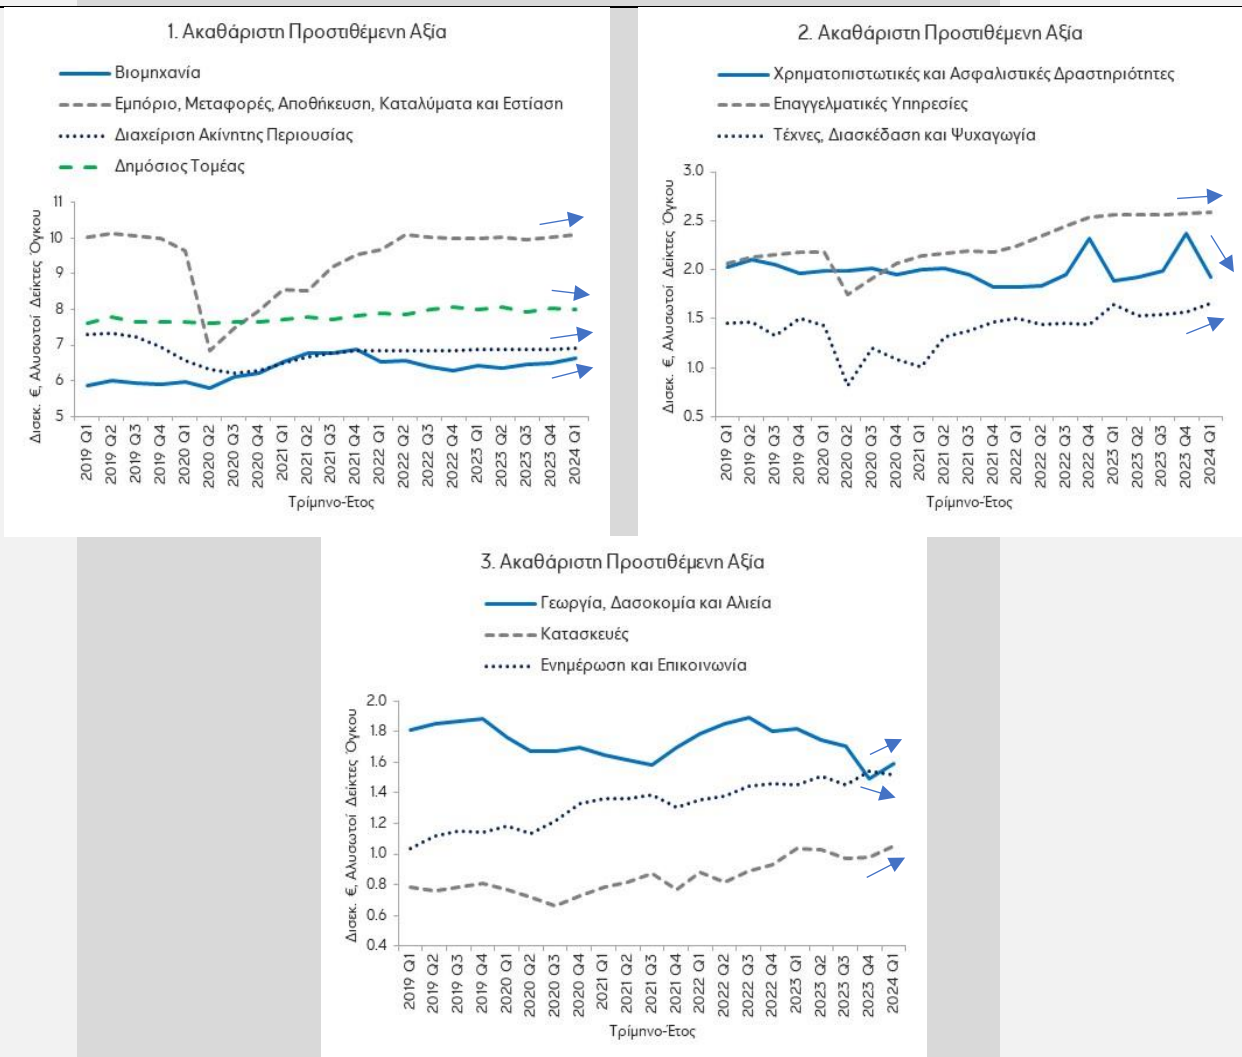 1. Ακαθάριστη Προστιθέμενη Αξία
Βιομηχανία
Εμπόριο, Μεταφορές, Αποθήκευση, Καταλύματα και Εστίαση
Διαχείριση Ακίνητης Περιουσίας
Δημόσιος Τομέας
Δισεκ. €, Αλυσωτοί Δείκτες Όγκου
11
10
9
8
7
6
5
2019 Q1
2019 Q2
2019 Q3
2019 Q4
2020 Q1
2020 Q2
2020 Q3
2020 Q4
2021 Q1
2021 Q2
2021 Q3
2021 Q4
2022 Q1
2022 Q2
2022 Q3
2022 Q4
2023 Q1
2023 Q2
2023 Q3
2023 Q4
2024 Q1
Τρίμηνο-Έτος
2. Ακαθάριστη Προστιθέμενη Αξία
Χρηματοπιστωτικές και Ασφαλιστικές Δραστηριότητες
Επαγγελματικές Υπηρεσίες
Τέχνες, Διασκέδαση και Ψυχαγωγία
Δισεκ. €, Αλυσωτοί Δείκτες Όγκου
3.0
2.5
2.0
1.5
1.0
0.5
2019 Q1
2019 Q2
2019 Q3
2019 Q4
2020 Q1
2020 Q2
2020 Q3
2020 Q4
2021 Q1
2021 Q2
2021 Q3
2021 Q4
2022 Q1
2022 Q2
2022 Q3
2022 Q4
2023 Q1
2023 Q2
2023 Q3
2023 Q4
2024 Q1
Τρίμηνο-Έτος
3. Ακαθάριστη Προστιθέμενη Αξία
Γεωργία, Δασοκομία και Αλιεία
Κατασκευές
Ενημέρωση και Επικοινωνία
Δισεκ. €, Αλυσωτοί Δείκτες Όγκου
2.0
1.8
1.6
1.4
1.2
1.0
0.8
0.6
0.4
2019 Q1
2019 Q2
2019 Q3
2019 Q4
2020 Q1
2020 Q2
2020 Q3
2020 Q4
2021 Q1
2021 Q2
2021 Q3
2021 Q4
2022 Q1
2022 Q2
2022 Q3
2022 Q4
2023 Q1
2023 Q2
2023 Q3
2023 Q4
2024 Q1
Τρίμηνο-Έτος